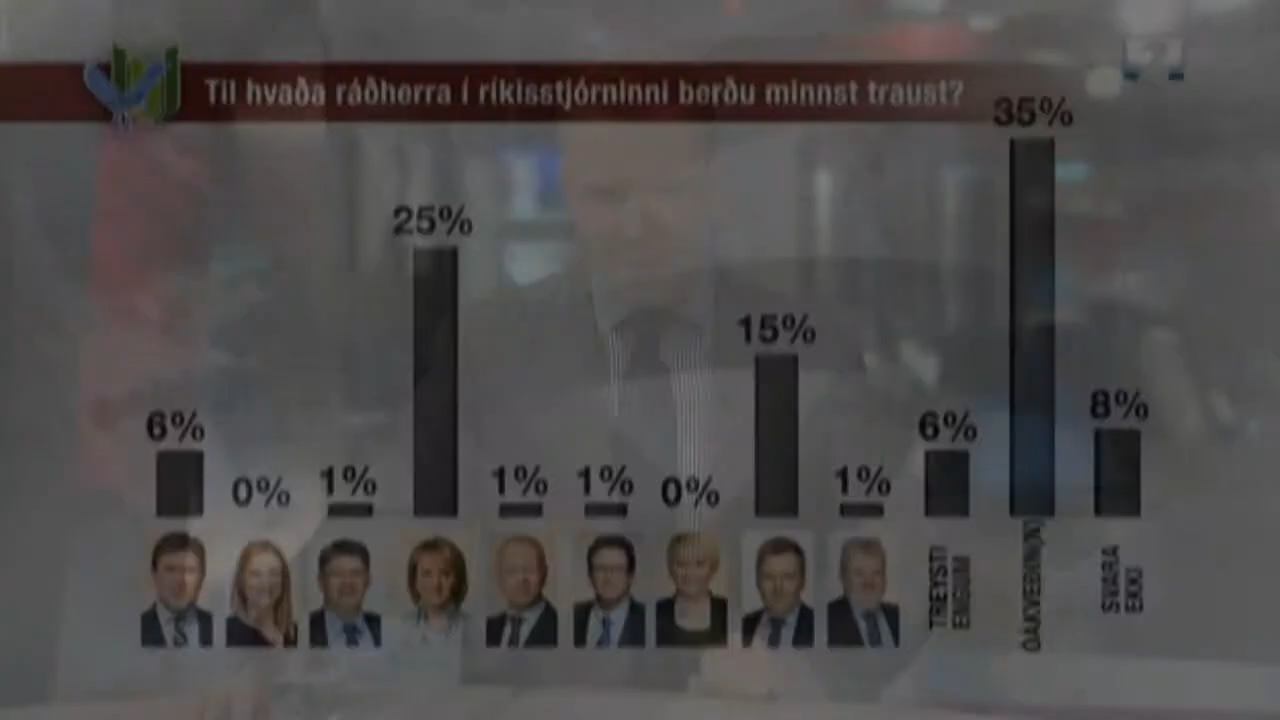 Til hvaða ráðherra í ríkisstjórninni berðu minnst traust?
6%
0%
1%
25%
1%
1%
0%
15%
1%
6%
35%
8%
TREYSTI
ENGUM
ÓÁKVEÐIN(N)
SVARA
EKKI